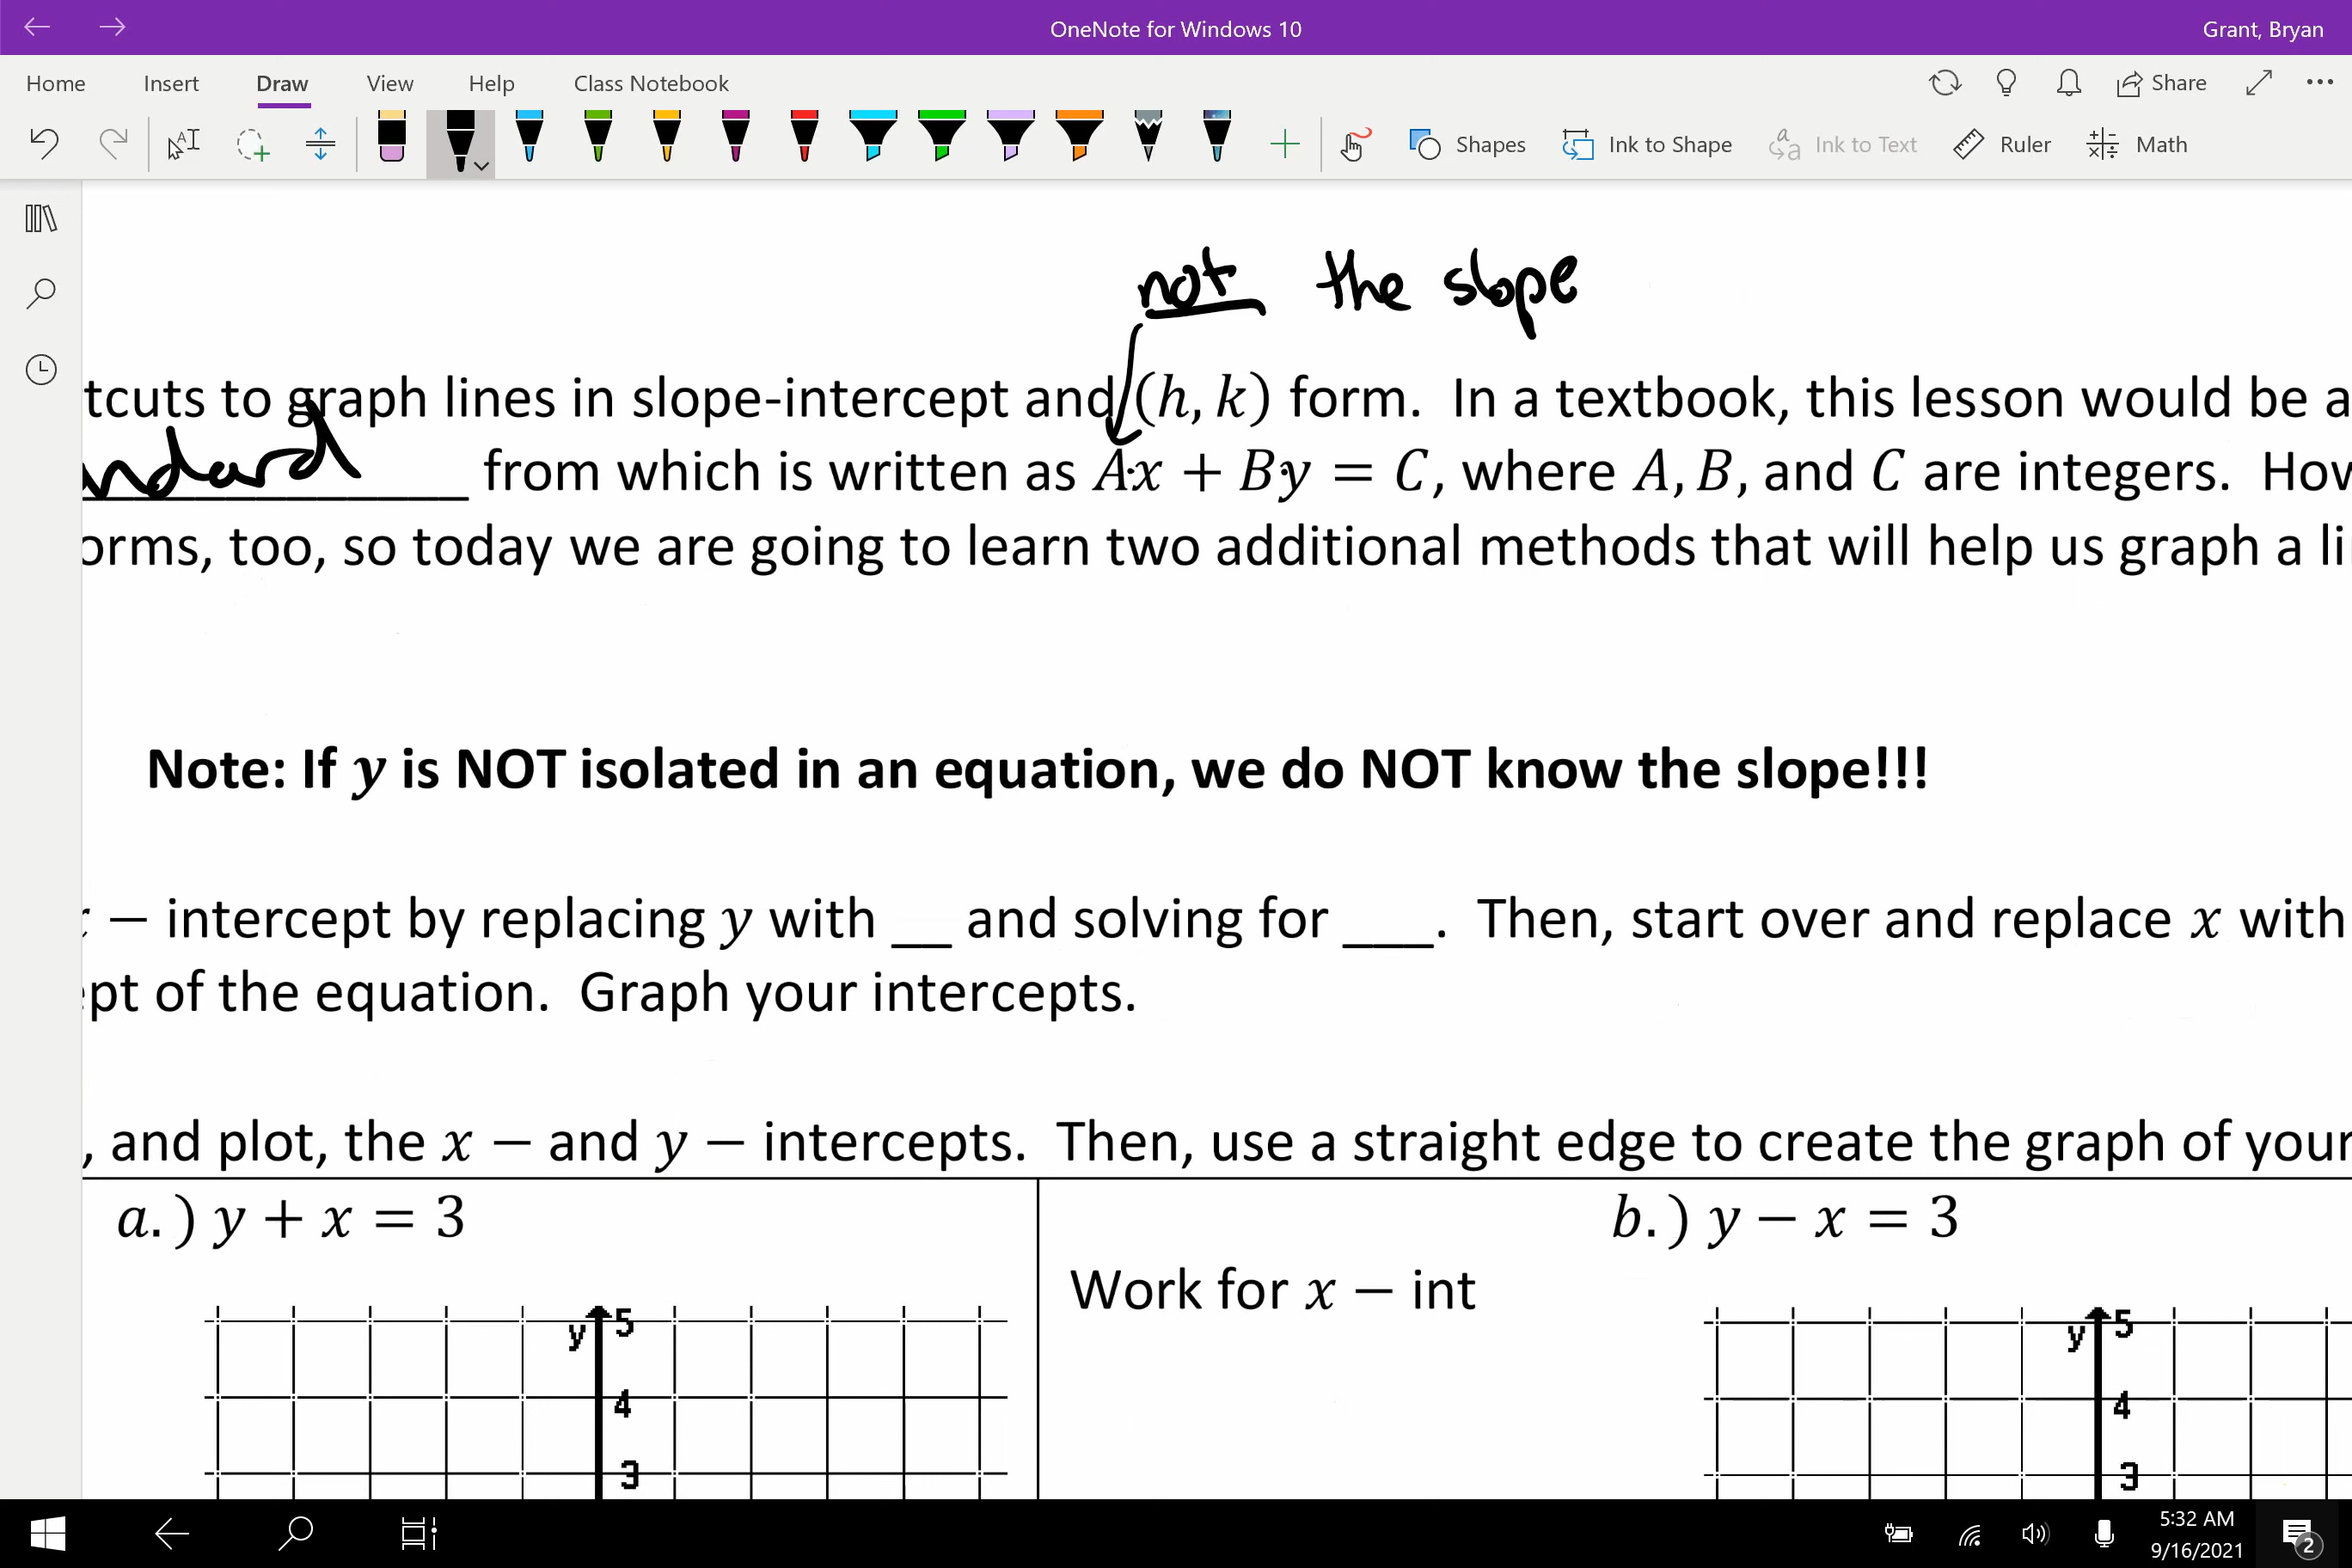 OneNote for Windows 10
Grant, Bryan
Home Insert Draw View Help Class Notebook
Share
Shapes Ink to Shape Ink to Text Ruler Math
not the slope
tcuts to graph lines in slope-intercept and (h, k) form. In a textbook, this lesson would be a
ndard from which is written as Ax + By = C, where A, B, and C are integers. How
orms, too, so today we are going to learn two additional methods that will help us graph a li
Note: If y is NOT isolated in an equation, we do NOT know the slope!!!
x – intercept by replacing y with __ and solving for ___. Then, start over and replace x with
pt of the equation. Graph your intercepts.
, and plot, the x – and y – intercepts. Then, use a straight edge to create the graph of your
a.) y + x = 3
b.) y – x = 3
Work for x – int
y 5
4
3
y 5
4
3
5:32 AM
9/16/2021
2